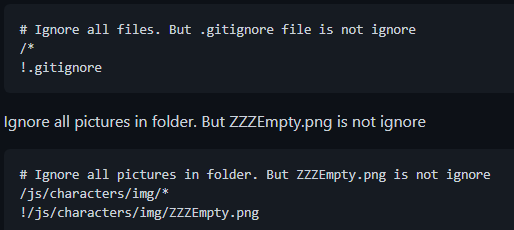 # Ignore all files. But .gitignore file is not ignore
/*
!.gitignore
Ignore all pictures in folder. But ZZZEmpty.png is not ignore
# Ignore all pictures in folder. But ZZZEmpty.png is not ignore
/js/characters/img/*
!/js/characters/img/ZZZEmpty.png